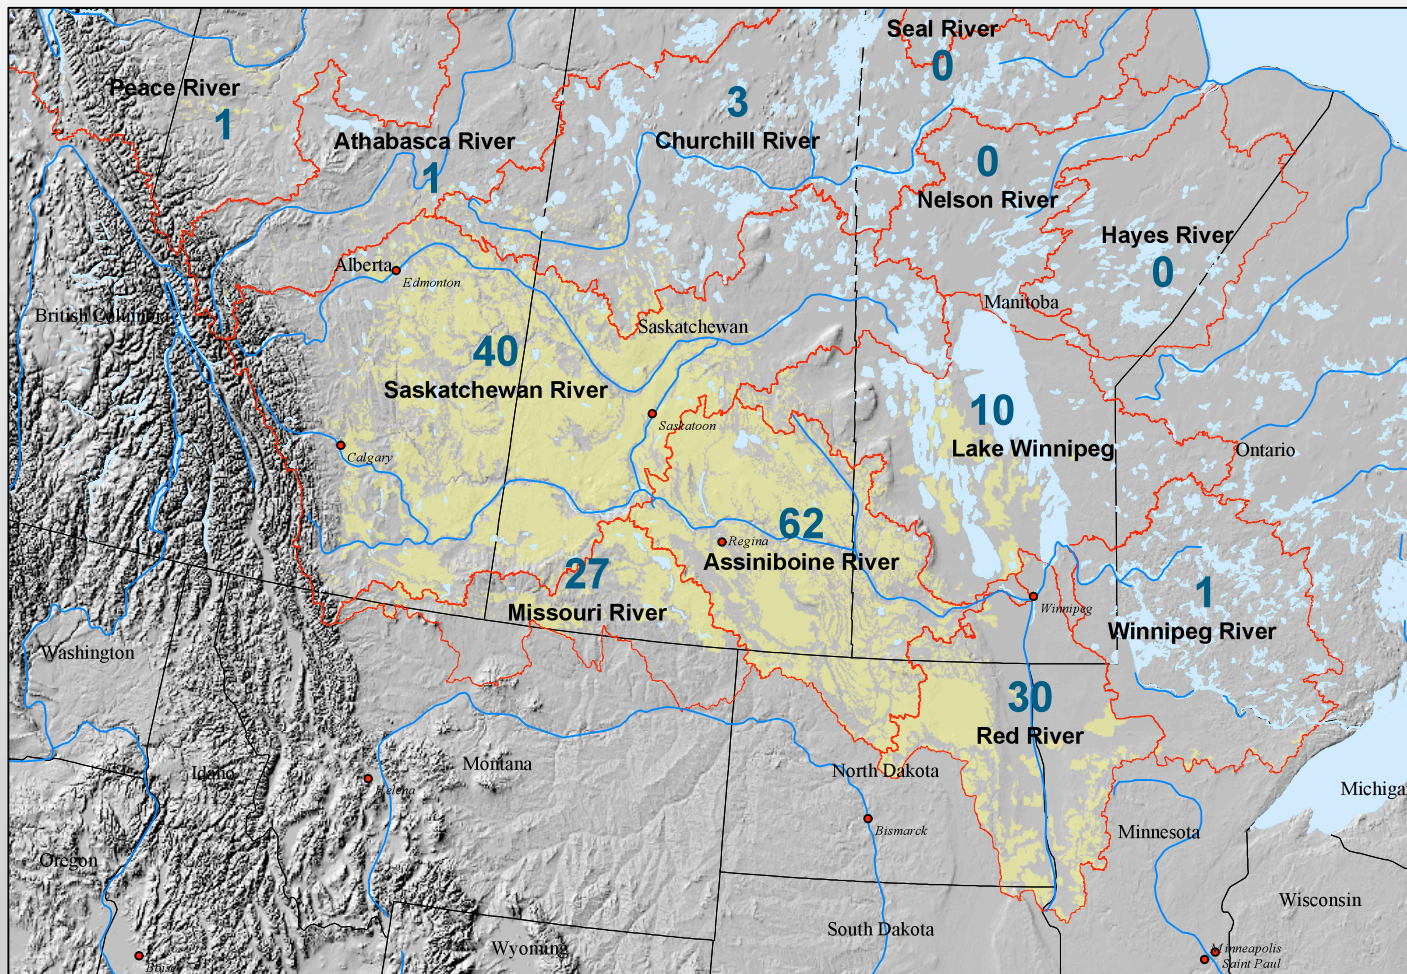 Seal River
0
Peace River
1
3
Churchill River
Athabasca River
1
0
Nelson River
Hayes River
0
Alberta
Edmonton
Manitoba
British Columbia
Saskatchewan
40
Saskatchewan River
10
Lake Winnipeg
Saskatoon
Calgary
Ontario
62
Regina
Assiniboine River
27
Missouri River
1
Winnipeg
Winnipeg River
Washington
30
Red River
Montana
Idaho
North Dakota
Helena
Michiga
Bismarck
Minnesota
Oregon
Wisconsin
South Dakota
Wyoming
Minneapolis
Saint Paul
Boise